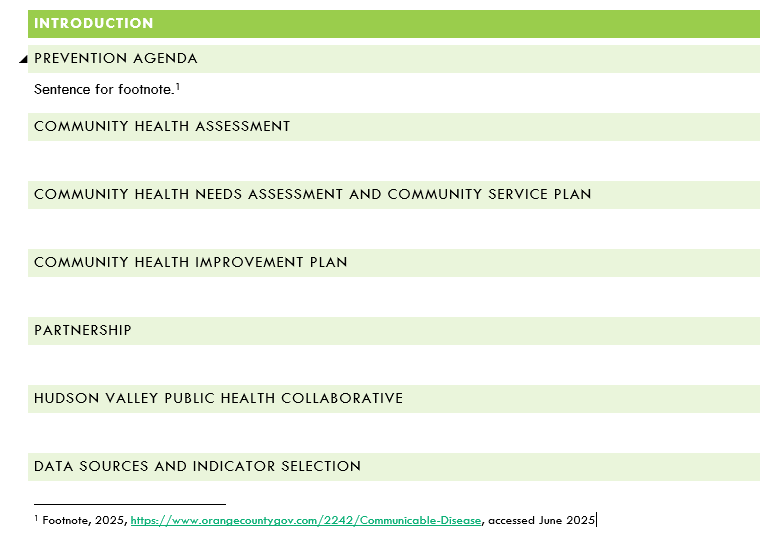 INTRODUCTION
PREVENTION AGENDA
Sentence for footnote.¹
COMMUNITY HEALTH ASSESSMENT
COMMUNITY HEALTH NEEDS ASSESSMENT AND COMMUNITY SERVICE PLAN
COMMUNITY HEALTH IMPROVEMENT PLAN
PARTNERSHIP
HUDSON VALLEY PUBLIC HEALTH COLLABORATIVE
DATA SOURCES AND INDICATOR SELECTION
¹ Footnote, 2025, https://www.orangecountygov.com/2242/Communicable-Disease, accessed June 2025